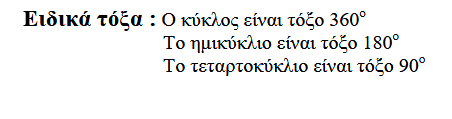 Ειδικά τόξα : Ο κύκλος είναι τόξο 360°
Το ημικύκλιο είναι τόξο 180°
Το τεταρτοκύκλιο είναι τόξο 90°